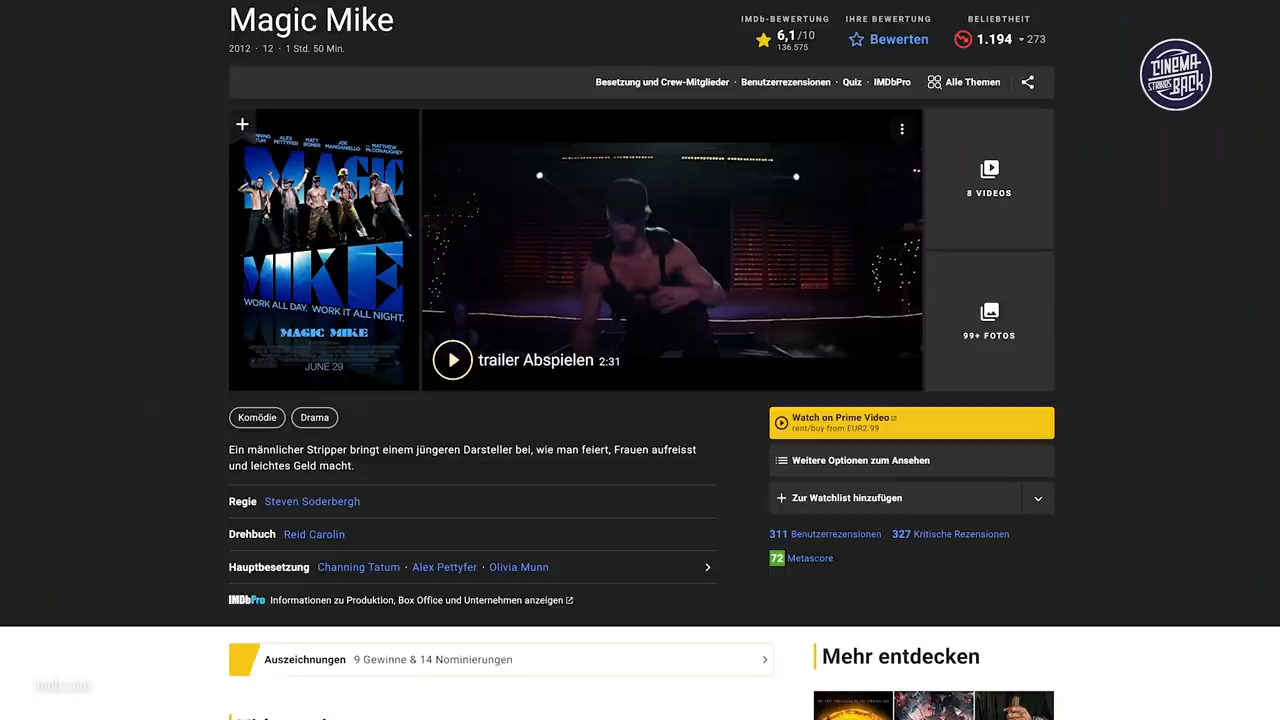 Magic Mike
2012 · 12 · 1 Std. 50 Min.
IMDb-BEWERTUNG
6,1/10
136.575
IHRE BEWERTUNG
Bewerten
BELIEBTHEIT
1.194
273
CINEMA
STRIKES
BACK
Besetzung und Crew-Mitglieder · Benutzerrezensionen · Quiz · IMDbPro
Alle Themen
ALEX PETTYFER
MATT BOMER
JOE MANGANIELLO
MATTHEW MCCONAUGHEY
MAGIC
MIKE
WORK ALL DAY. WORK IT ALL NIGHT.
MAGIC MIKE
JUNE 29
trailer Abspielen 2:31
8 VIDEOS
99+ FOTOS
Komödie
Drama
Ein männlicher Stripper bringt einem jüngeren Darsteller bei, wie man feiert, Frauen aufreisst
und leichtes Geld macht.
Regie Steven Soderbergh
Drehbuch Reid Carolin
Hauptbesetzung Channing Tatum · Alex Pettyfer · Olivia Munn
IMDbPro Informationen zu Produktion, Box Office und Unternehmen anzeigen
Watch on Prime Video
rent/buy from EUR2.99
Weitere Optionen zum Ansehen
Zur Watchlist hinzufügen
311 Benutzerrezensionen 327 Kritische Rezensionen
72 Metascore
Auszeichnungen 9 Gewinne & 14 Nominierungen
Mehr entdecken